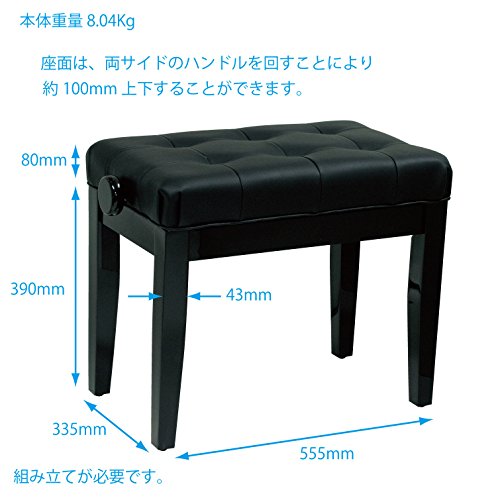 本体重量 8.04Kg
座面は、両サイドのハンドルを回すことにより
約 100mm 上下することができます。
80mm
390mm
43mm
335mm
555mm
組み立てが必要です。